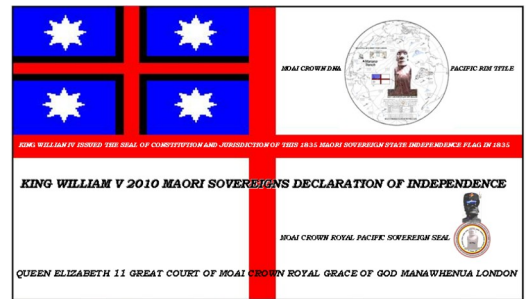 MOAI CROWN DNA
PACIFIC RIM TITLE
KING WILLIAN IV ISSUED THE SEAL OF CONSTITUTION AND JURISDICTION OF THIS 1835 MAORI SOVEREIGN STATE INDEPENDENCE FLAG IN 1835
KING WILLIAM V 2010 MAORI SOVEREIGNS DECLARATION OF INDEPENDENCE
MOAI CROWN ROYAL PACIFIC SOVEREIGN SEAL
QUEEN ELIZABETH 11 GREAT COURT OF MOAI CROWN ROYAL GRACE OF GOD MANAWHENUA LONDON